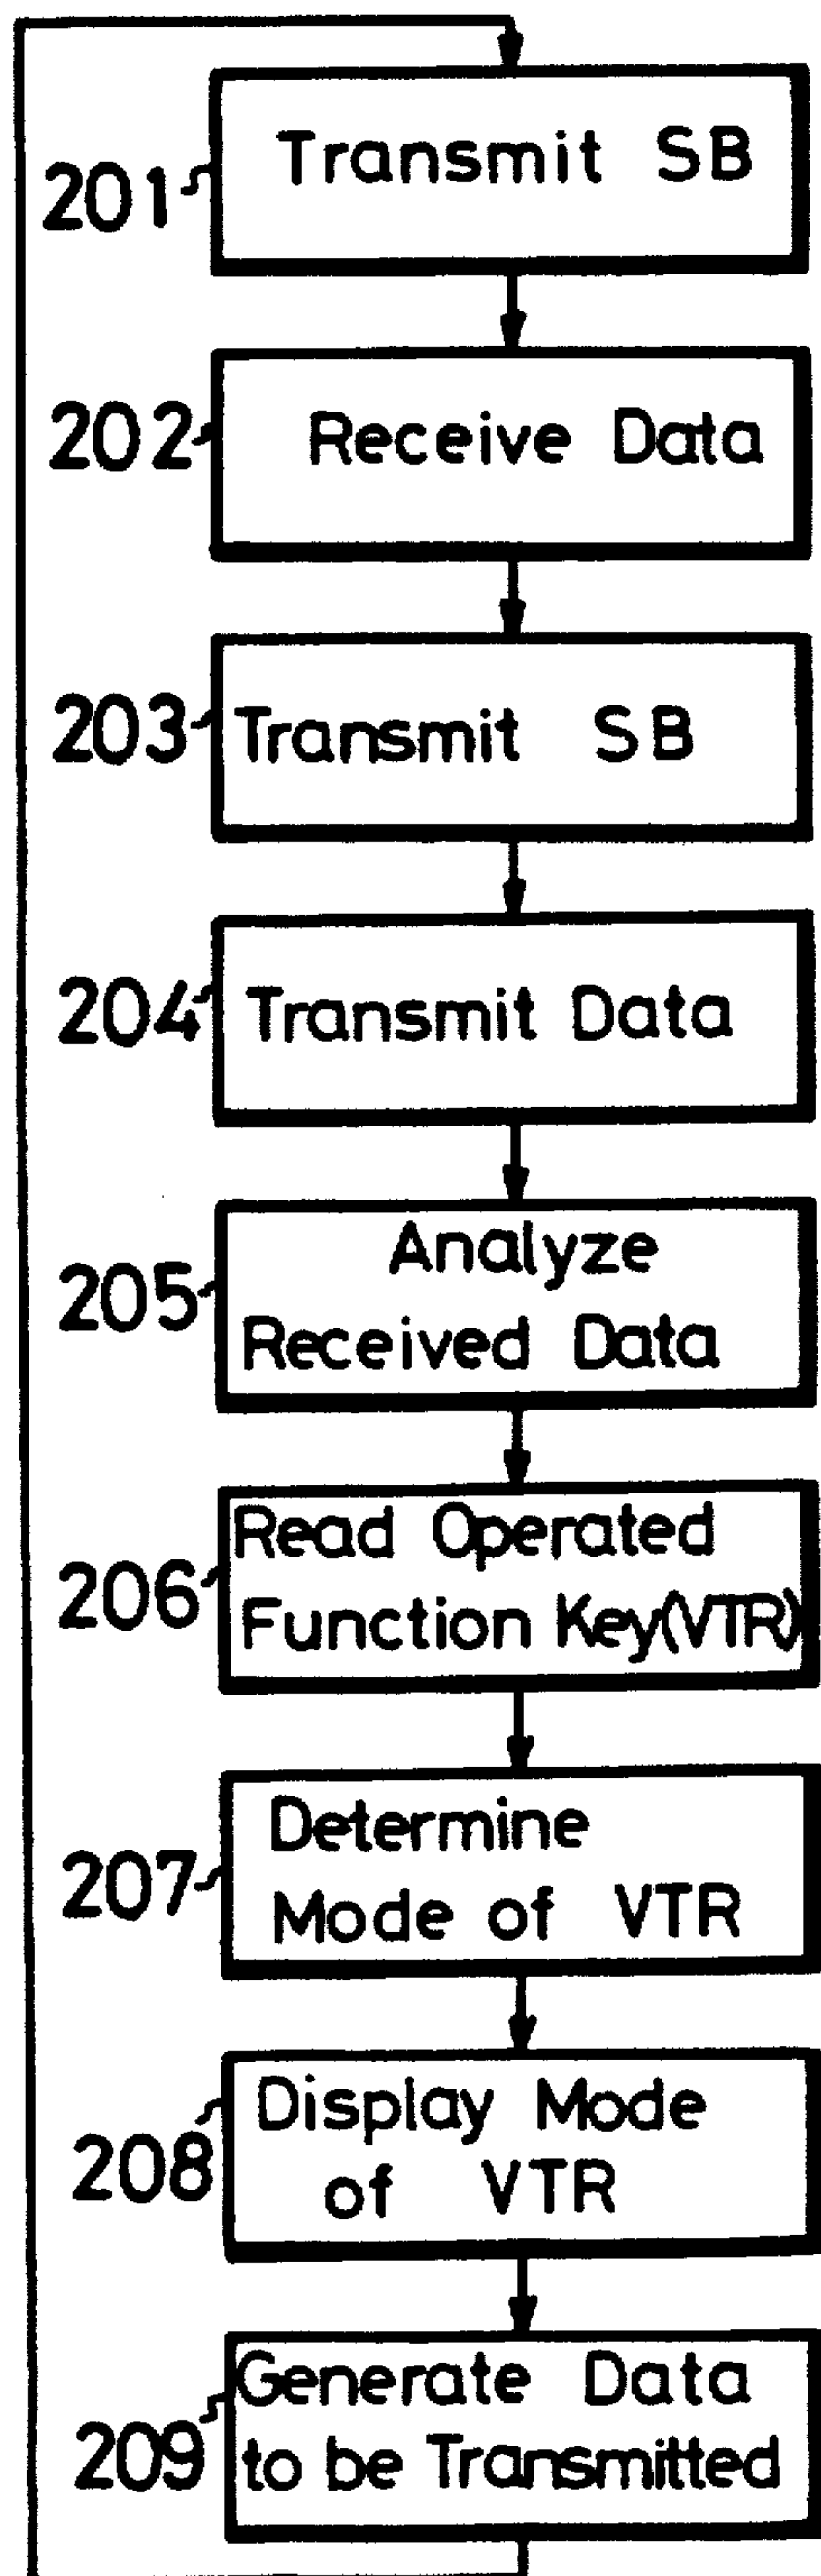 201 Transmit SB
202 Receive Data
203 Transmit SB
204 Transmit Data
205 Analyze
Received Data
206 Read Operated
Function Key(VTR)
207 Determine
Mode of VTR
208 Display Mode
of VTR
209 Generate Data
to be Transmitted